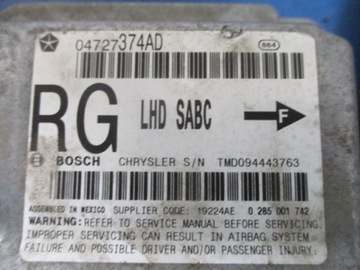 04727374AD
664
RG LHD SABC F
BOSCH CHRYSLER S/N TMD094443763
ASSEMBLED IN MEXICO SUPPLIER CODE: 19224AE 0 285 001 742
WARNING: REFER TO SERVICE MANUAL BEFORE SERVICING.
IMPROPER SERVICING CAN RESULT IN AIRBAG SYSTEM
FAILURE AND POSSIBLE DRIVER AND/OR PASSENGER INJURY.